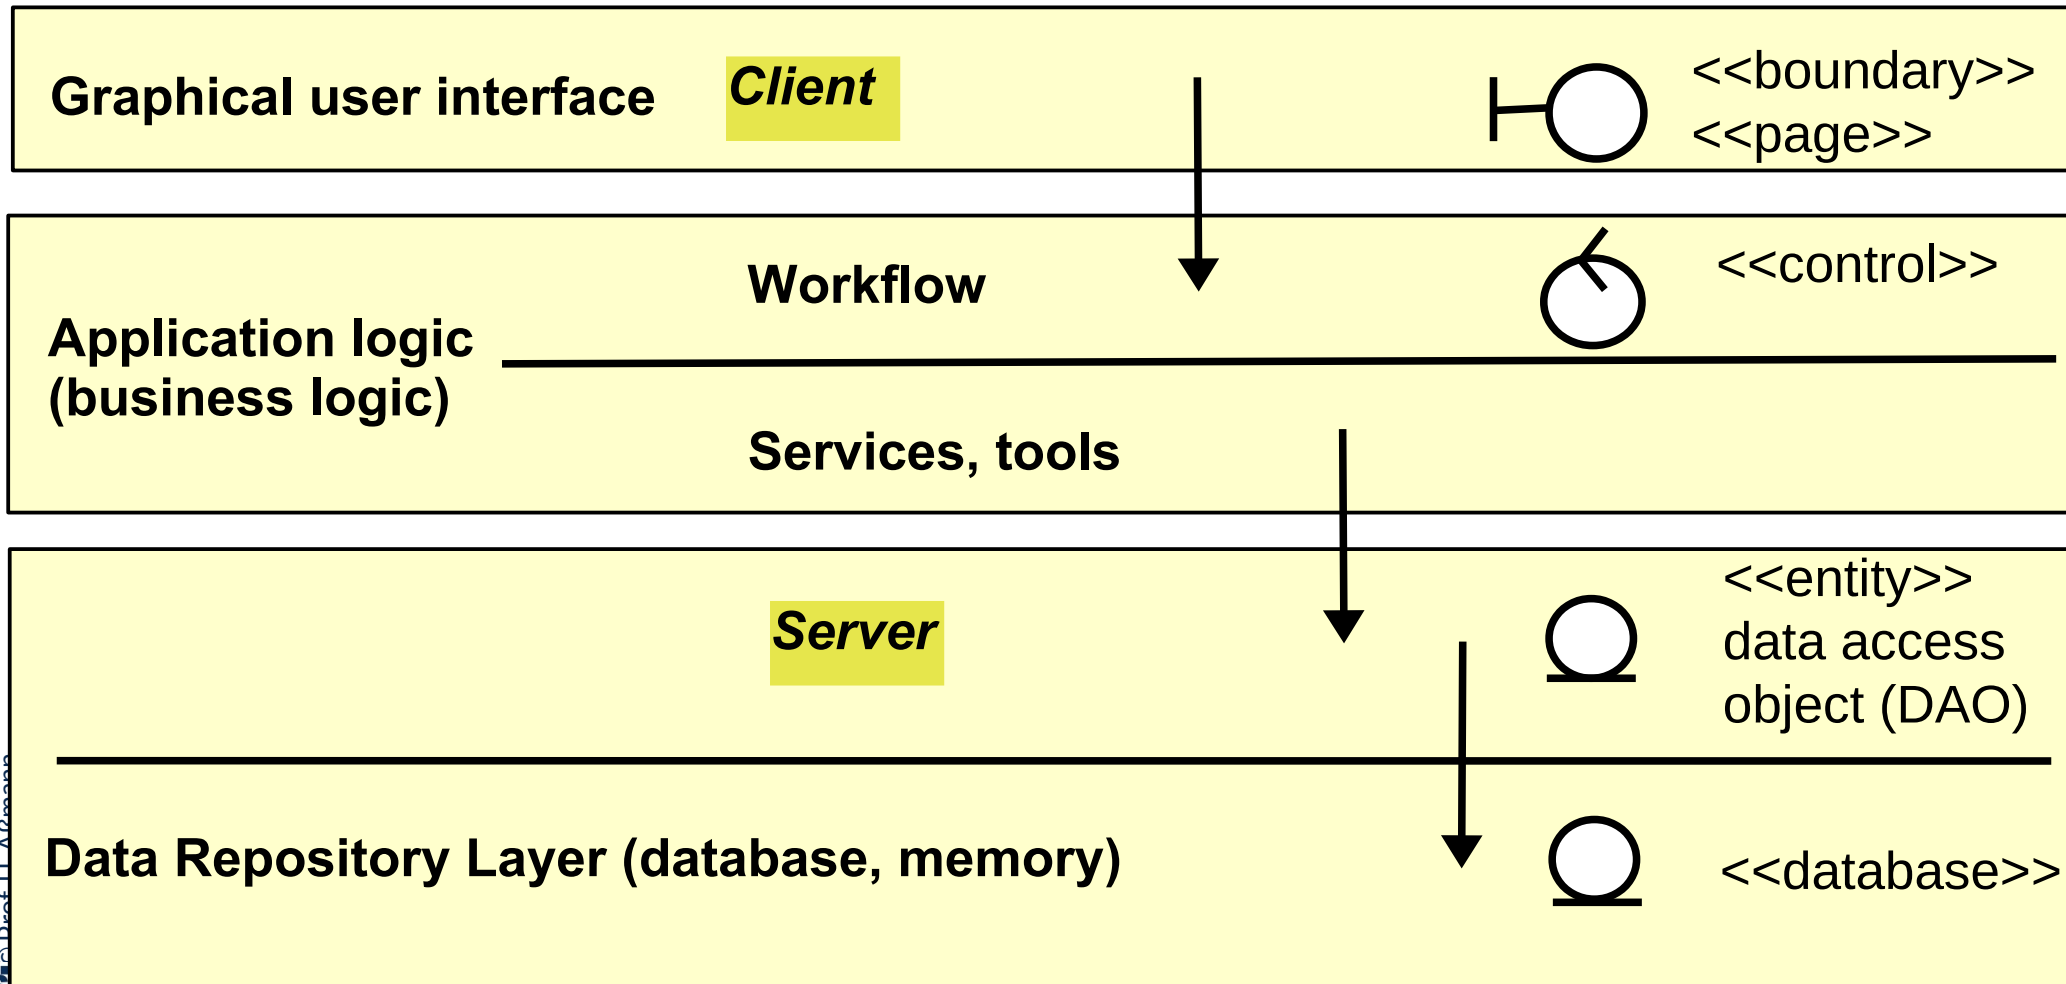 Graphical user interface
Client
<<boundary>>
<<page>>
Workflow
<<control>>
Application logic
(business logic)
Services, tools
<<entity>>
data access
object (DAO)
Server
Data Repository Layer (database, memory)
<<database>>